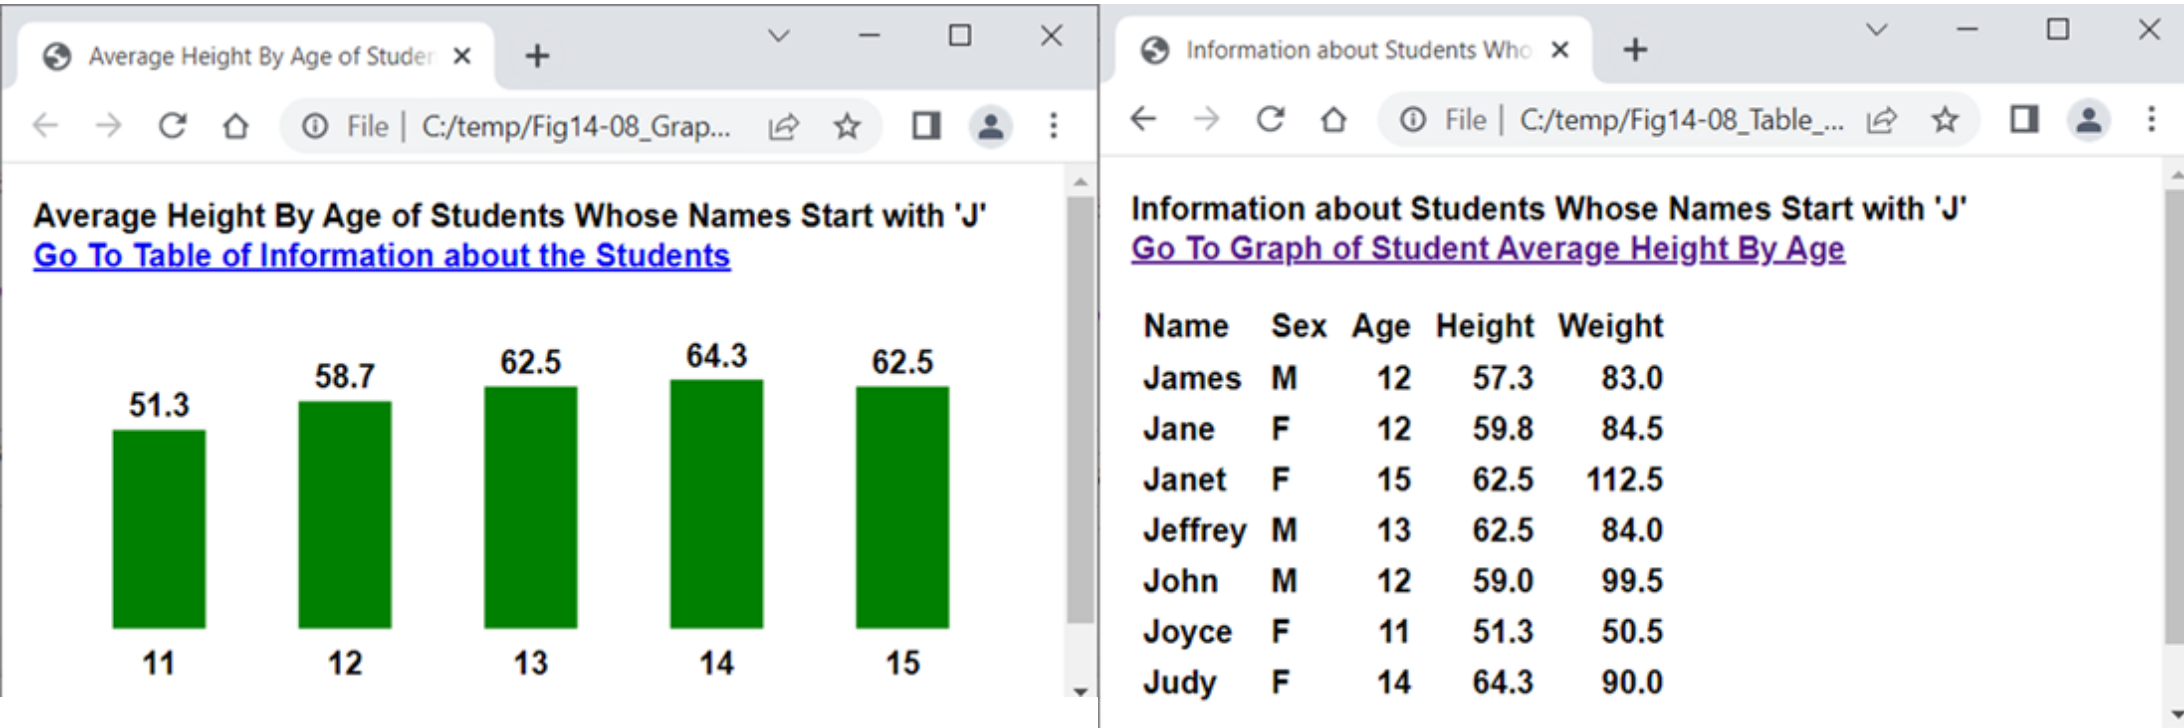 Average Height By Age of Studen
File | C:/temp/Fig14-08_Grap...
Average Height By Age of Students Whose Names Start with 'J'
Go To Table of Information about the Students
51.3 58.7 62.5 64.3 62.5
11 12 13 14 15
Information about Students Who
File | C:/temp/Fig14-08_Table_...
Information about Students Whose Names Start with 'J'
Go To Graph of Student Average Height By Age
Name Sex Age Height Weight
James M 12 57.3 83.0
Jane F 12 59.8 84.5
Janet F 15 62.5 112.5
Jeffrey M 13 62.5 84.0
John M 12 59.0 99.5
Joyce F 11 51.3 50.5
Judy F 14 64.3 90.0